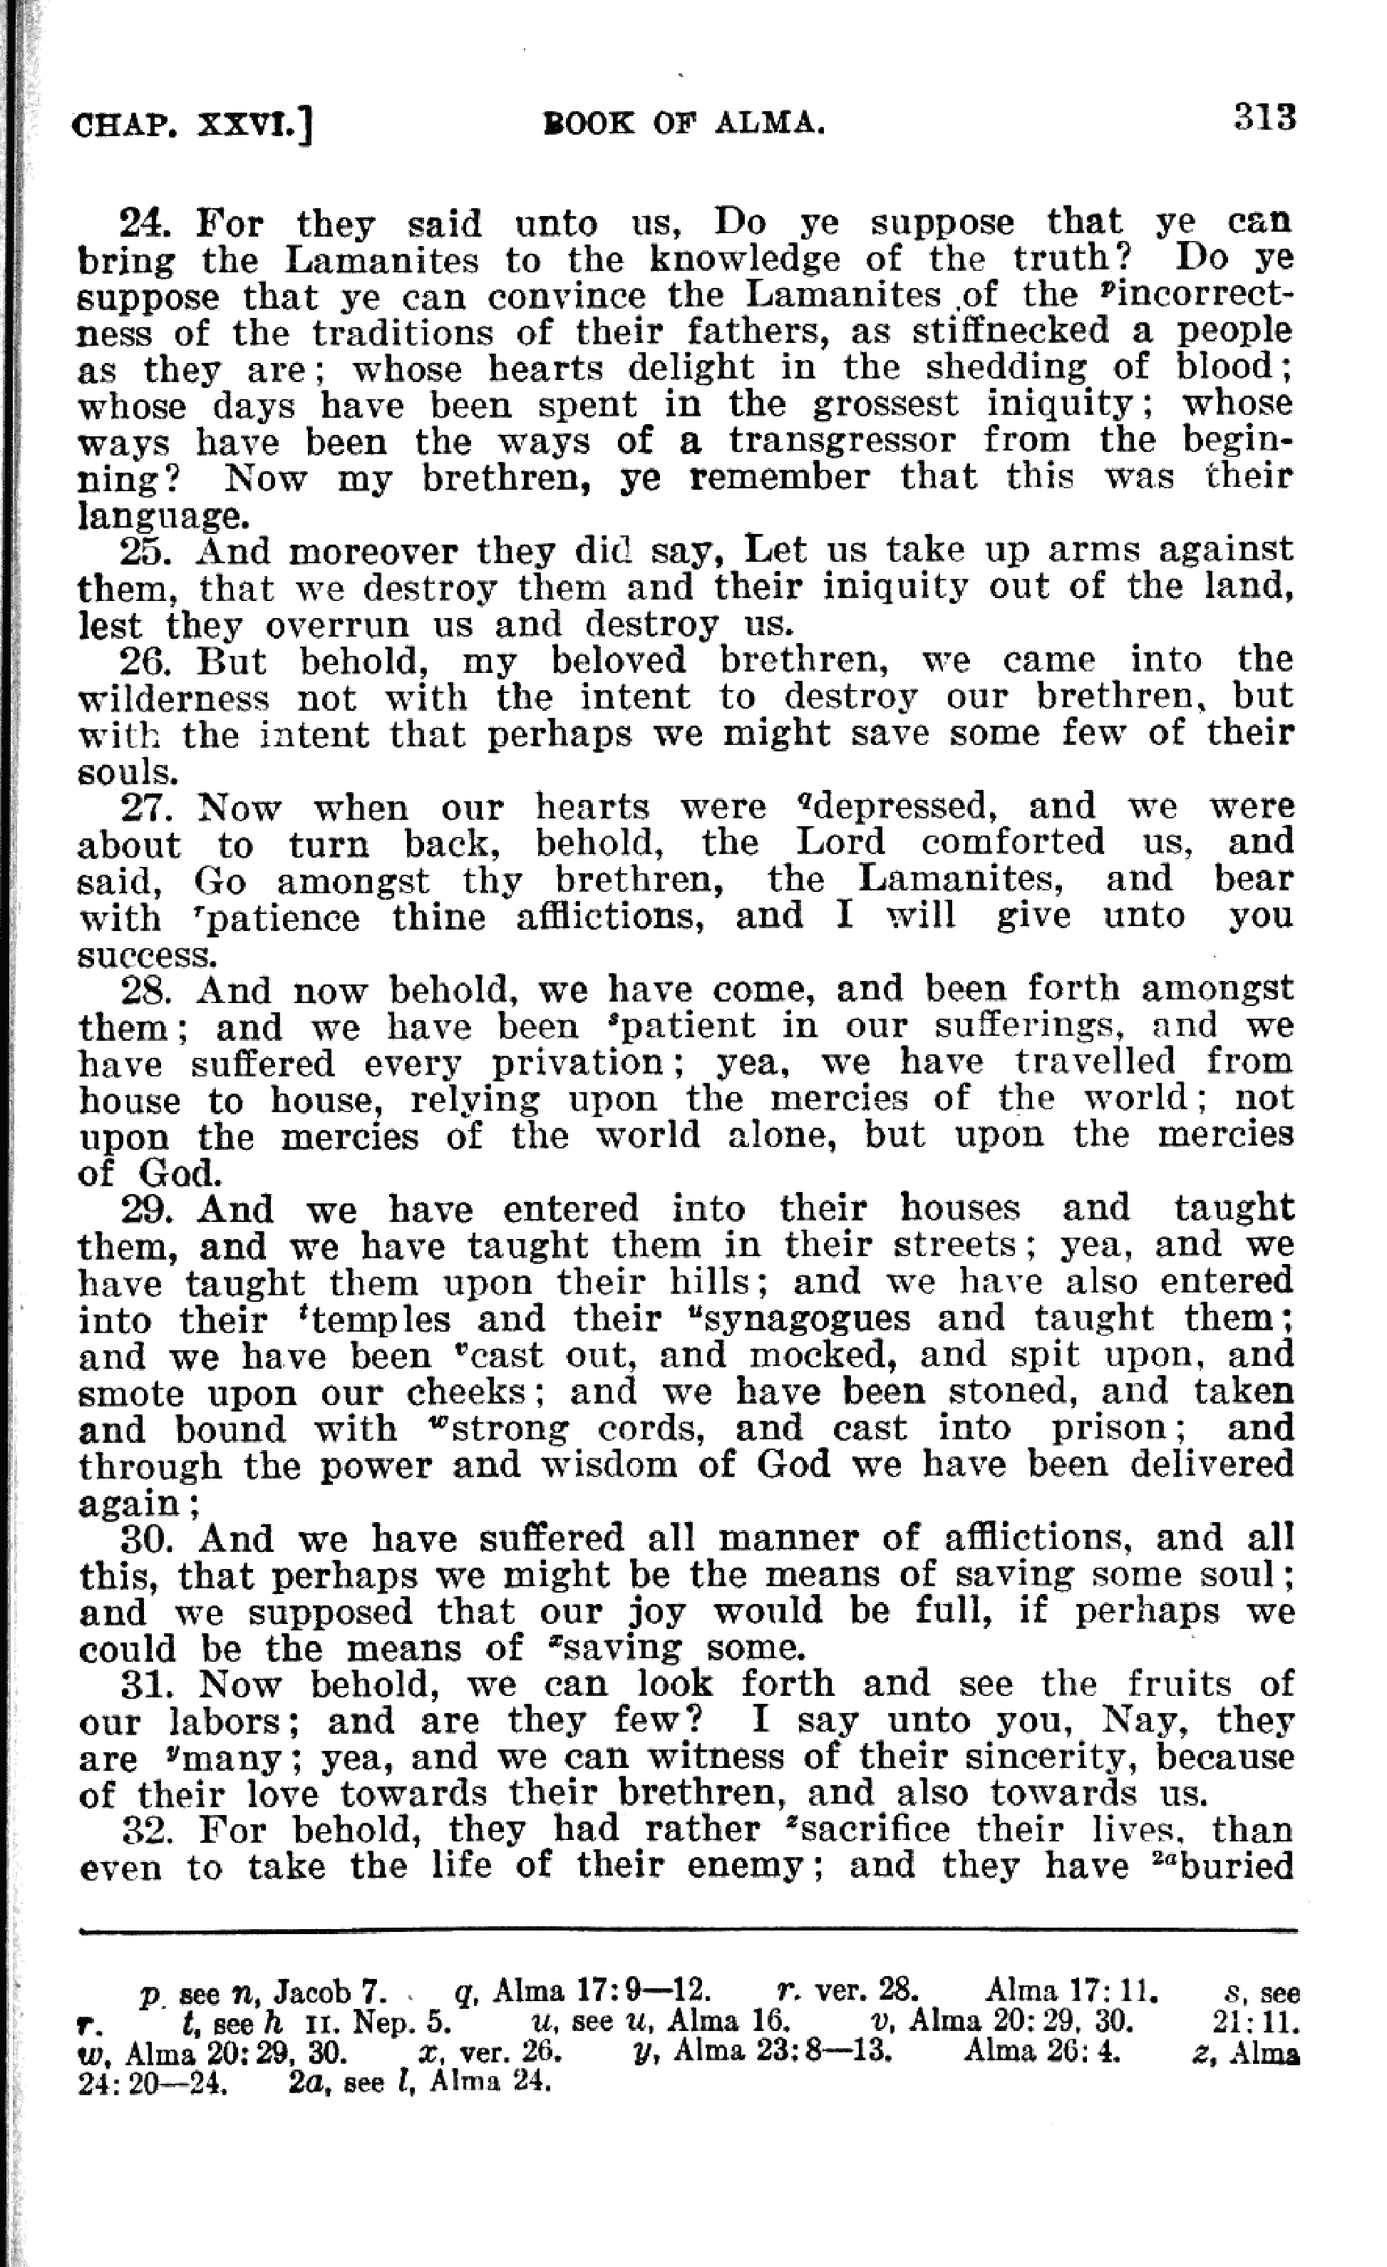 CHAP. XXVI.] BOOK OF ALMA. 313
24. For they said unto us, Do ye suppose that ye can
bring the Lamanites to the knowledge of the truth? Do ye
suppose that ye can convince the Lamanites of the pincorrect-
ness of the traditions of their fathers, as stiffnecked a people
as they are; whose hearts delight in the shedding of blood;
whose days have been spent in the grossest iniquity; whose
ways have been the ways of a transgressor from the begin-
ning? Now my brethren, ye remember that this was their
language.
25. And moreover they did say, Let us take up arms against
them, that we destroy them and their iniquity out of the land,
lest they overrun us and destroy us.
26. But behold, my beloved brethren, we came into the
wilderness not with the intent to destroy our brethren, but
with the intent that perhaps we might save some few of their
souls.
27. Now when our hearts were qdepressed, and we were
about to turn back, behold, the Lord comforted us, and
said, Go amongst thy brethren, the Lamanites, and bear
with rpatience thine afflictions, and I will give unto you
success.
28. And now behold, we have come, and been forth amongst
them; and we have been spatient in our sufferings, and we
have suffered every privation; yea, we have travelled from
house to house, relying upon the mercies of the world; not
upon the mercies of the world alone, but upon the mercies
of God.
29. And we have entered into their houses and taught
them, and we have taught them in their streets; yea, and we
have taught them upon their hills; and we have also entered
into their ttemples and their usynagogues and taught them;
and we have been vcast out, and mocked, and spit upon, and
smote upon our cheeks; and we have been stoned, and taken
and bound with wstrong cords, and cast into prison; and
through the power and wisdom of God we have been delivered
again;
30. And we have suffered all manner of afflictions, and all
this, that perhaps we might be the means of saving some soul;
and we supposed that our joy would be full, if perhaps we
could be the means of xsaving some.
31. Now behold, we can look forth and see the fruits of
our labors; and are they few? I say unto you, Nay, they
are ymany; yea, and we can witness of their sincerity, because
of their love towards their brethren, and also towards us.
32. For behold, they had rather zsacrifice their lives, than
even to take the life of their enemy; and they have 2aburied
p. see n, Jacob 7. q, Alma 17:9—12. r. ver. 28. Alma 17:11. s, see
r. t, see h II. Nep. 5. u, see u, Alma 16. v, Alma 20:29, 30. 21:11.
w, Alma 20:29, 30. x, ver. 26. y, Alma 23:8—13. Alma 26:4. z, Alma
24:20—24. 2a, see l, Alma 24.